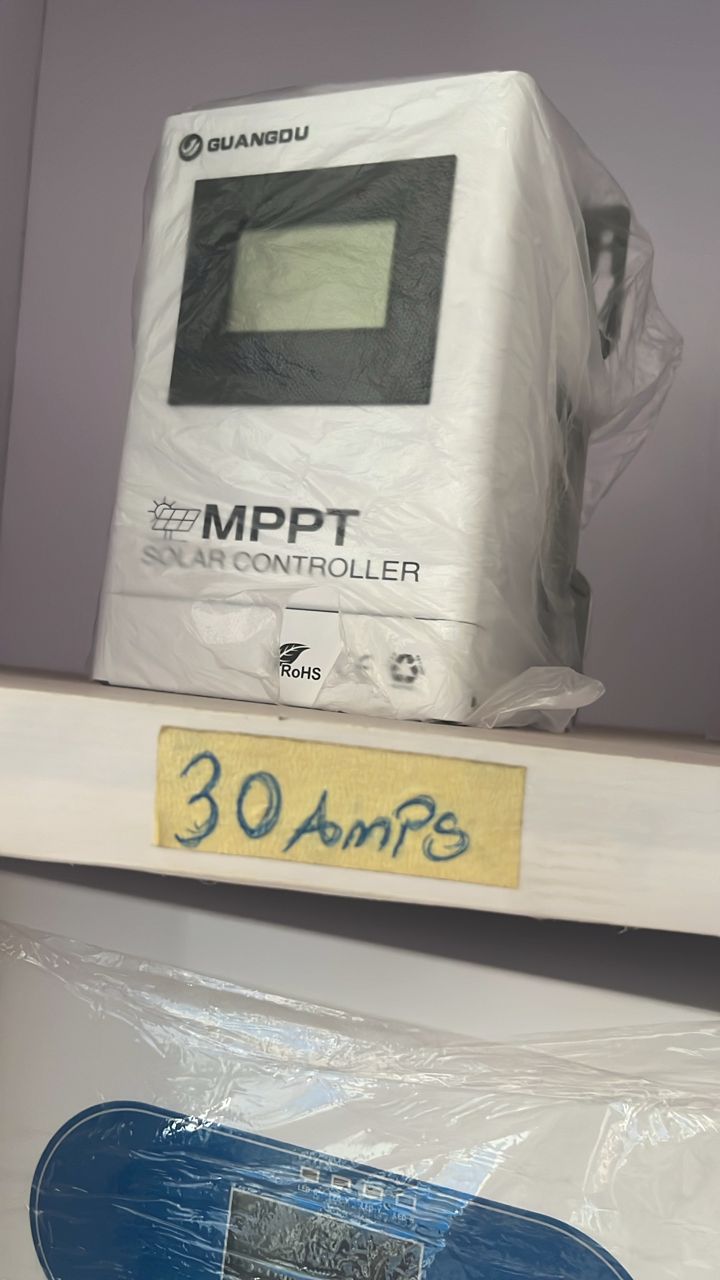 GUANGDU
MPPT
SOLAR CONTROLLER
RoHS
30 AmPS